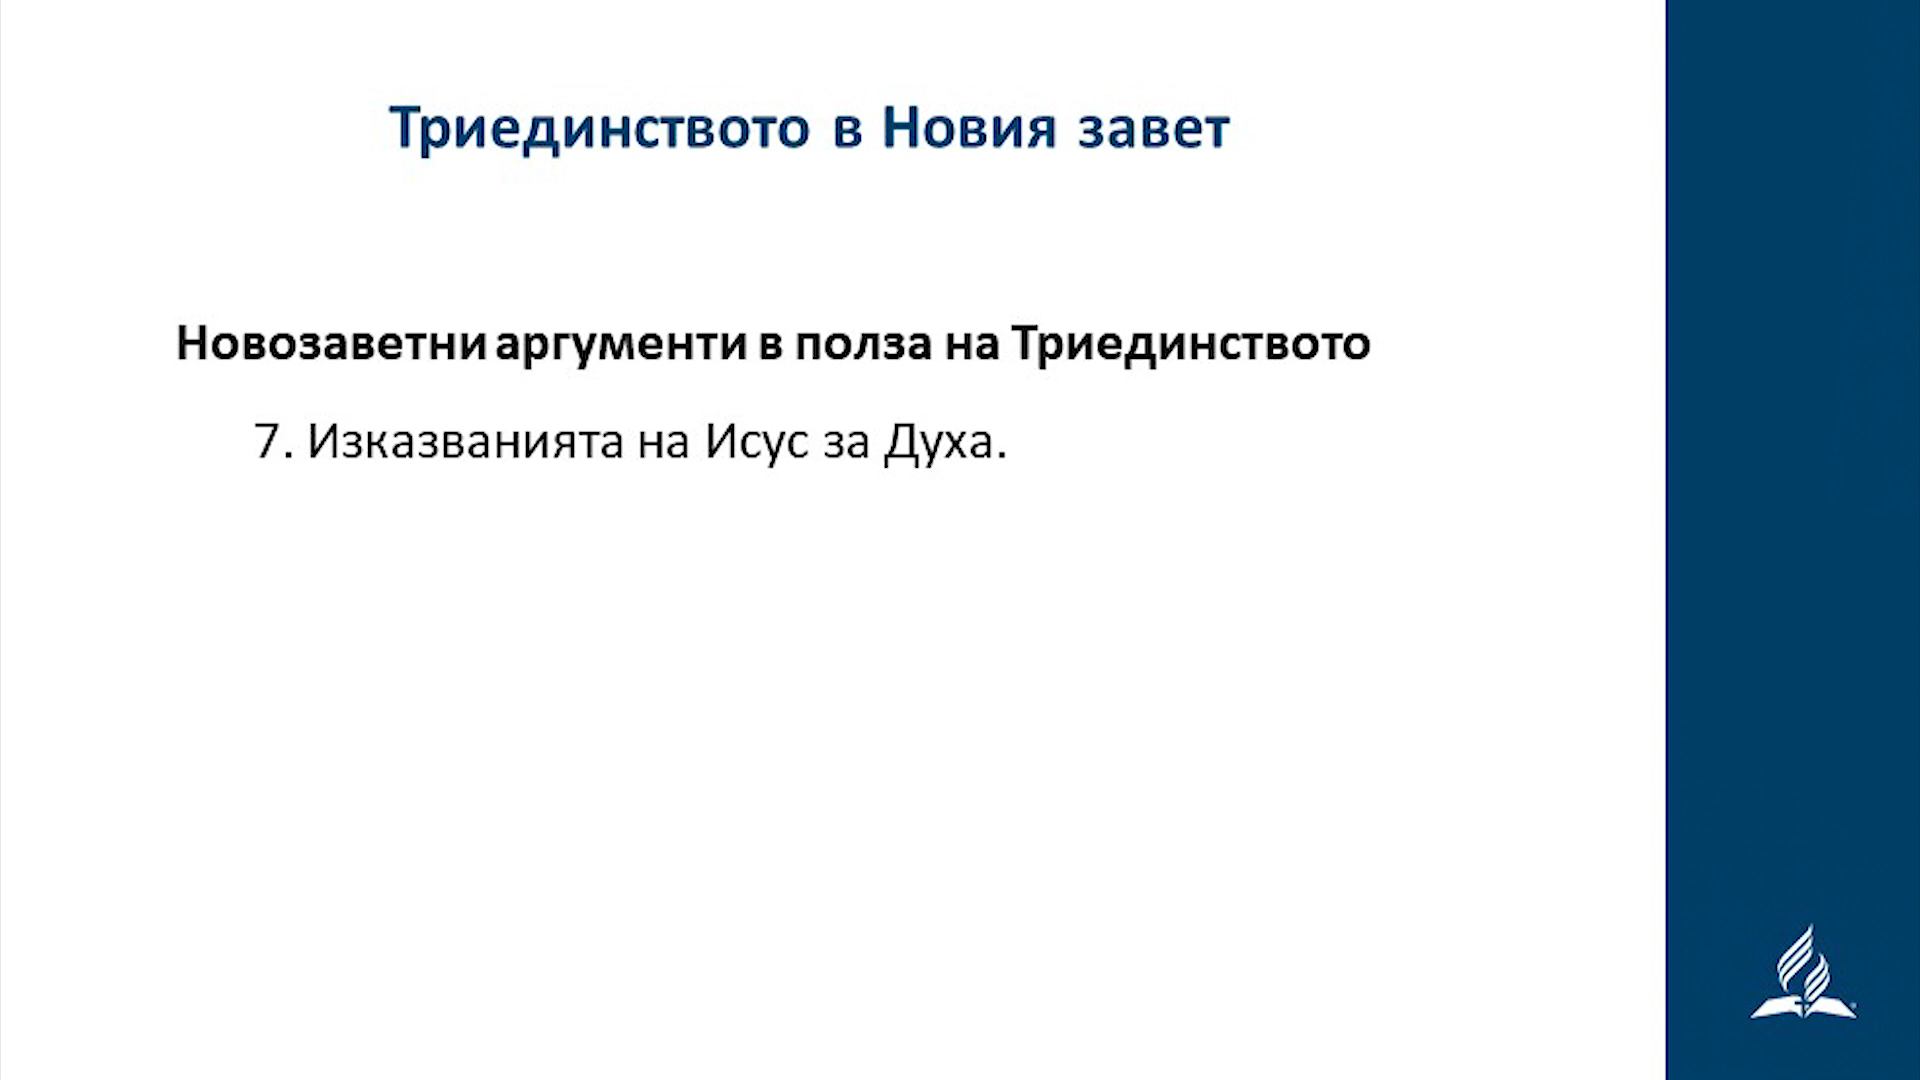 Триединството в Новия завет
Новозаветни аргументи в полза на Триединството
7. Изказванията на Исус за Духа.